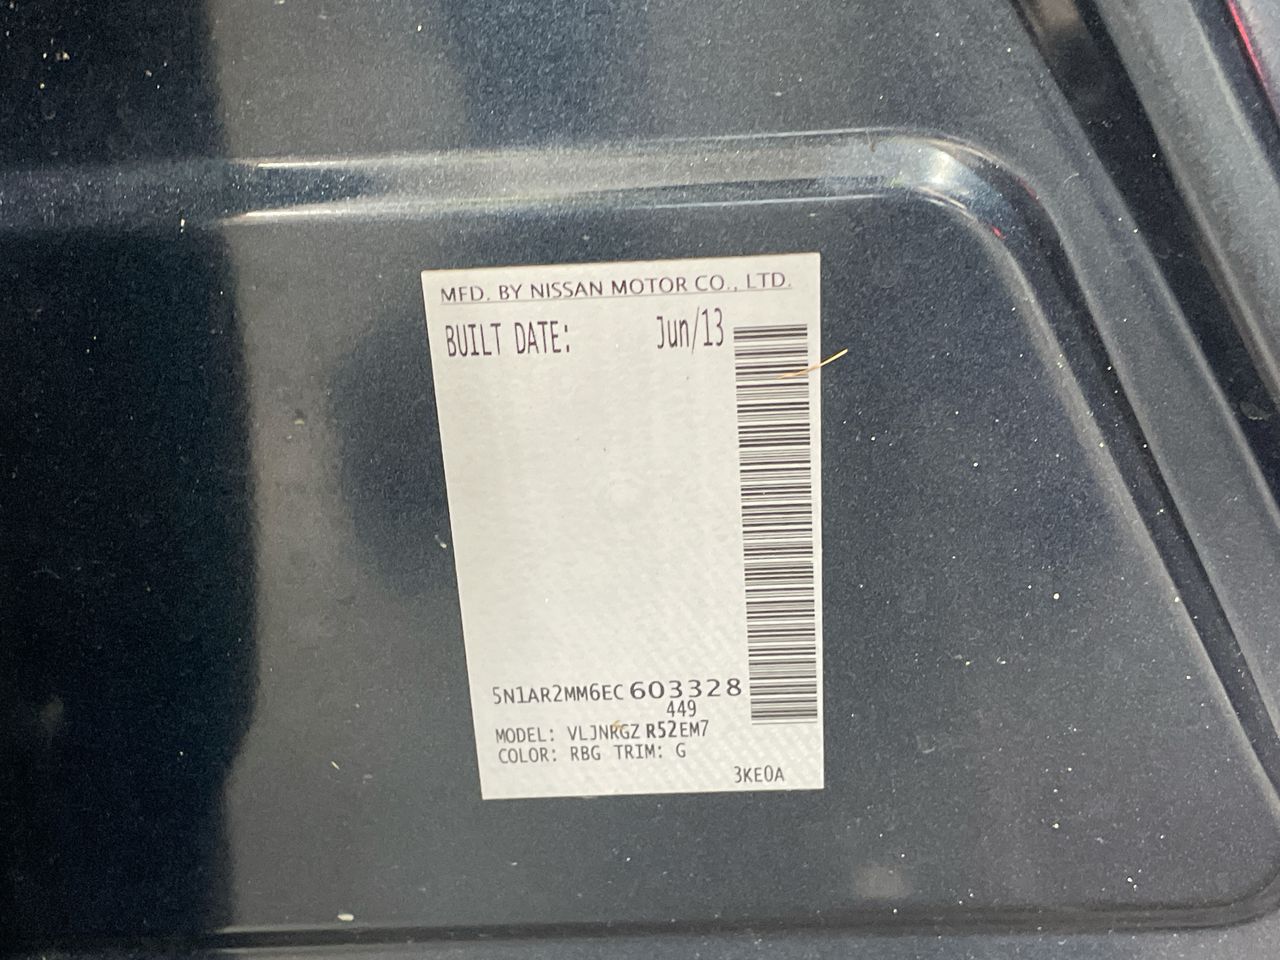 MFD. BY NISSAN MOTOR CO., LTD.
BUILT DATE: Jun/13
5N1AR2MM6EC603328
449
MODEL: VLJNRGZ R52EM7
COLOR: RBG TRIM: G
3KE0A